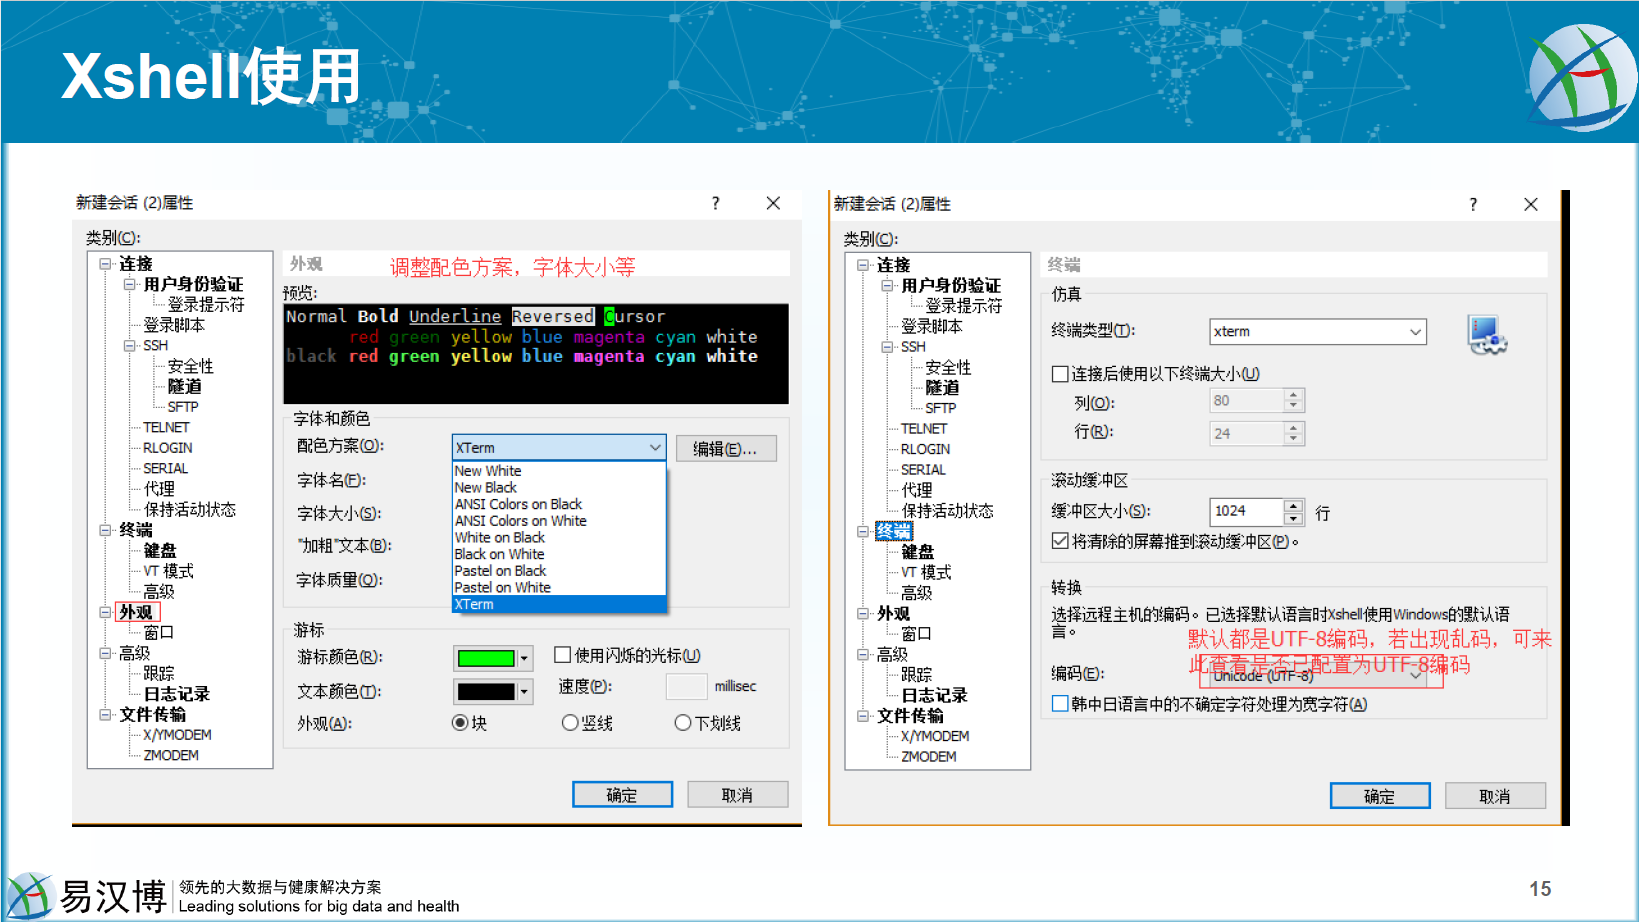 Xshell使用
新建会话 (2)属性
?
类别(C):
连接
用户身份验证
登录提示符
登录脚本
SSH
安全性
隧道
SFTP
TELNET
RLOGIN
SERIAL
代理
保持活动状态
终端
键盘
VT 模式
高级
外观
窗口
高级
跟踪
日志记录
文件传输
X/YMODEM
ZMODEM
外观
调整配色方案，字体大小等
预览:
Normal Bold Underline Reversed Cursor
red green yellow blue magenta cyan white
black red green yellow blue magenta cyan white
字体和颜色
配色方案(O):
XTerm
编辑(E)...
New White
New Black
ANSI Colors on Black
ANSI Colors on White
White on Black
Black on White
Pastel on Black
Pastel on White
XTerm
字体名(F):
字体大小(S):
"加粗"文本(B):
字体质量(Q):
游标
游标颜色(R):
使用闪烁的光标(U)
文本颜色(T):
速度(P):
millisec
外观(A):
块
竖线
下划线
确定
取消
新建会话 (2)属性
?
类别(C):
连接
用户身份验证
登录提示符
登录脚本
SSH
安全性
隧道
SFTP
TELNET
RLOGIN
SERIAL
代理
保持活动状态
终端
键盘
VT 模式
高级
外观
窗口
高级
跟踪
日志记录
文件传输
X/YMODEM
ZMODEM
终端
仿真
终端类型(T):
xterm
连接后使用以下终端大小(U)
列(O):
80
行(R):
24
滚动缓冲区
缓冲区大小(S):
1024
行
将清除的屏幕推到滚动缓冲区(P)。
转换
选择远程主机的编码。已选择默认语言时Xshell使用Windows的默认语
言。
默认都是UTF-8编码，若出现乱码，可来
此查看是否已配置为UTF-8编码
编码(E):
Unicode (UTF-8)
韩中日语言中的不确定字符处理为宽字符(A)
确定
取消
易汉博
领先的大数据与健康解决方案
Leading solutions for big data and health
15